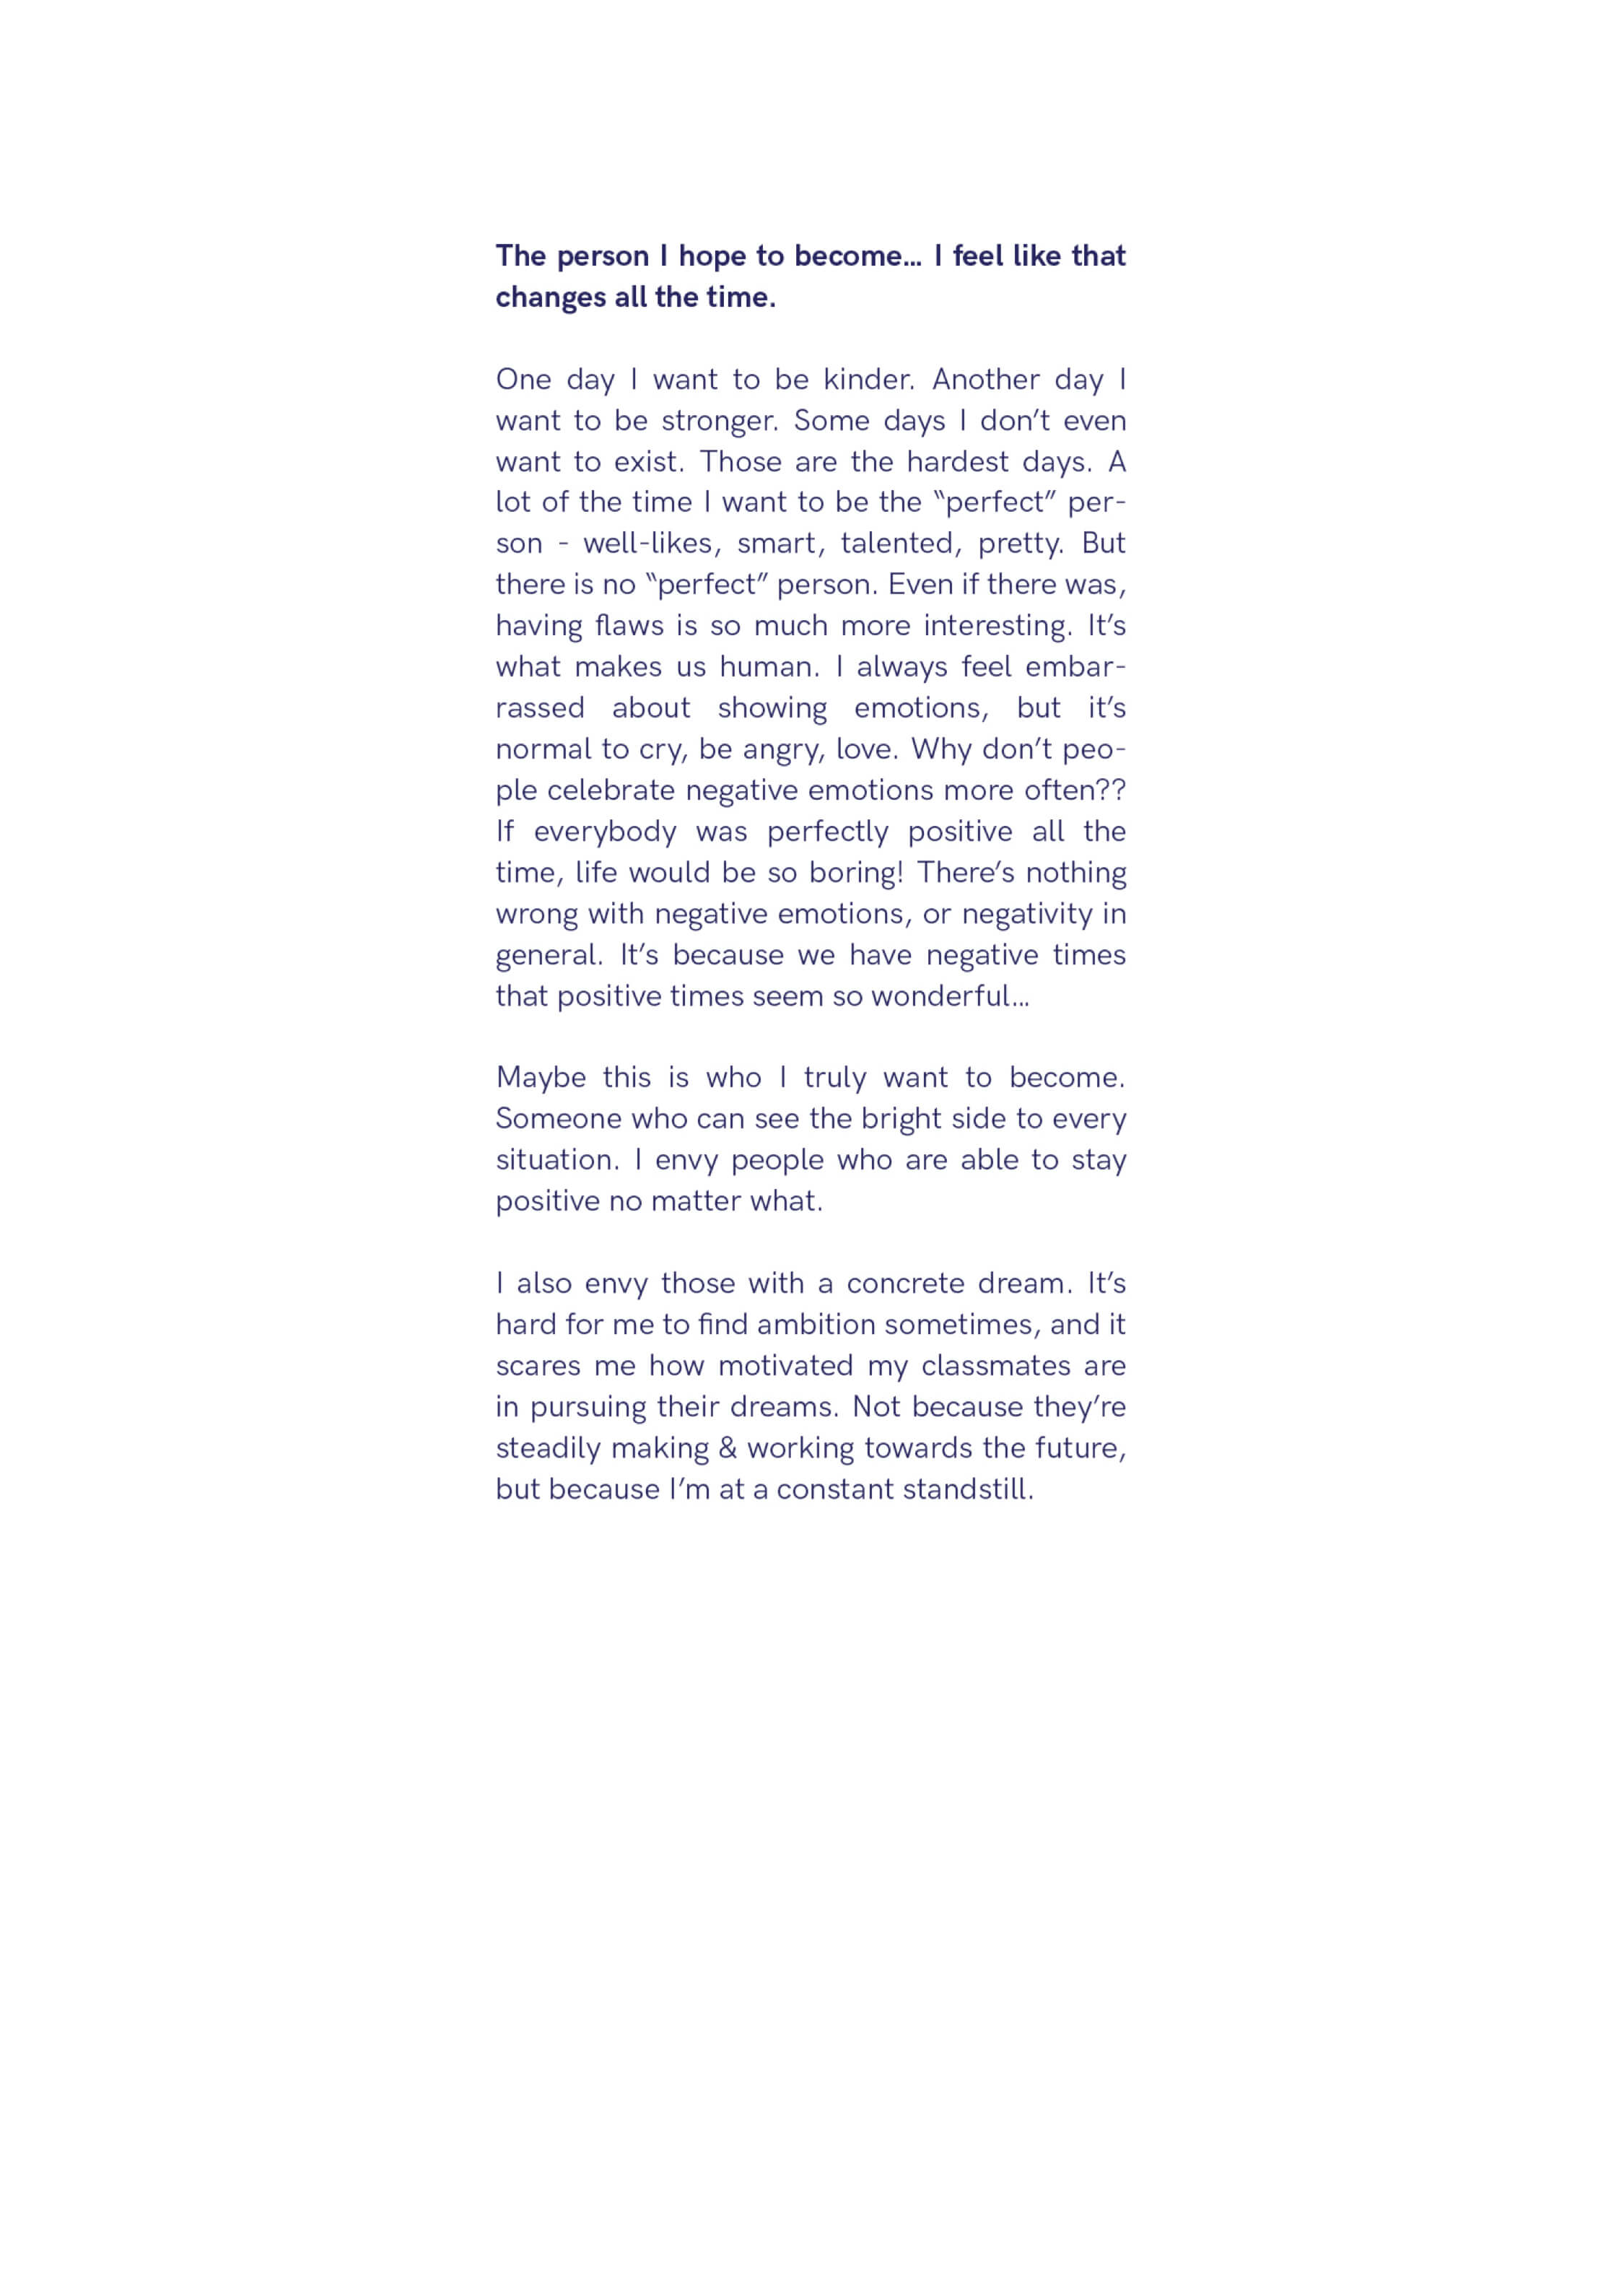 The person I hope to become... I feel like that
changes all the time.
One day I want to be kinder. Another day I
want to be stronger. Some days I don’t even
want to exist. Those are the hardest days. A
lot of the time I want to be the “perfect” per-
son - well-likes, smart, talented, pretty. But
there is no “perfect” person. Even if there was,
having flaws is so much more interesting. It’s
what makes us human. I always feel embar-
rassed about showing emotions, but it’s
normal to cry, be angry, love. Why don’t peo-
ple celebrate negative emotions more often??
If everybody was perfectly positive all the
time, life would be so boring! There’s nothing
wrong with negative emotions, or negativity in
general. It’s because we have negative times
that positive times seem so wonderful...
Maybe this is who I truly want to become.
Someone who can see the bright side to every
situation. I envy people who are able to stay
positive no matter what.
I also envy those with a concrete dream. It’s
hard for me to find ambition sometimes, and it
scares me how motivated my classmates are
in pursuing their dreams. Not because they’re
steadily making & working towards the future,
but because I’m at a constant standstill.